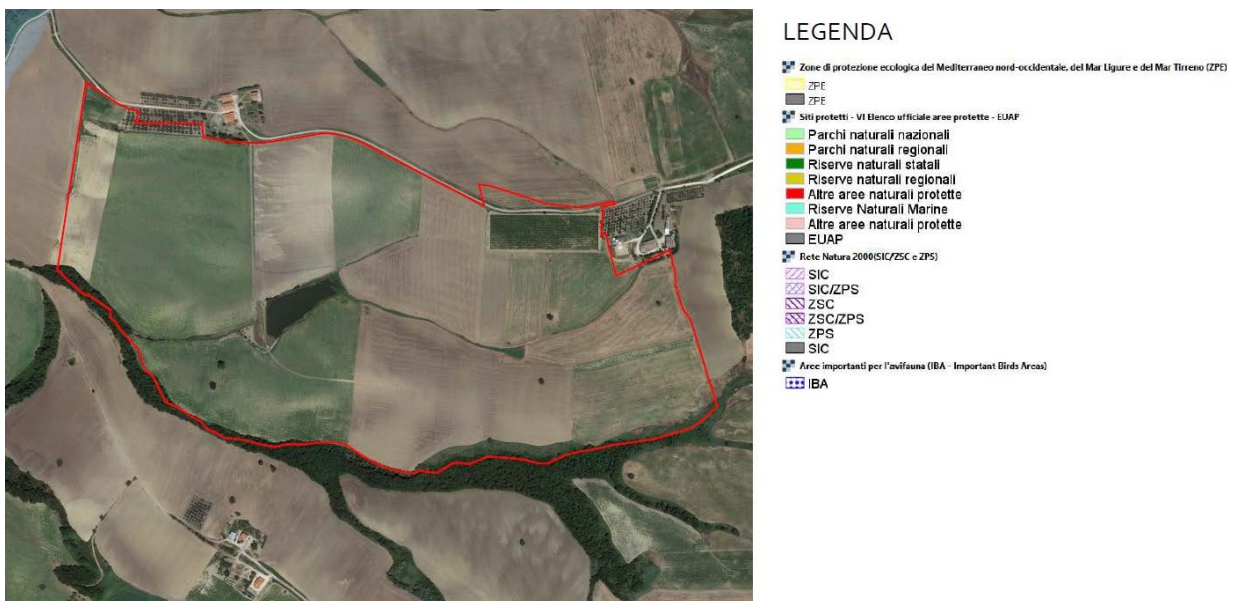 LEGENDA
Zone di protezione ecologica del Mediterraneo nord-occidentale, del Mar Ligure e del Mar Tirreno (ZPE)
ZPE
ZPE
Siti protetti - VI Elenco ufficiale aree protette - EUAP
Parchi naturali nazionali
Parchi naturali regionali
Riserve naturali statali
Riserve naturali regionali
Altre aree naturali protette
Riserve Naturali Marine
Altre aree naturali protette
EUAP
Rete Natura 2000(SIC/ZSC e ZPS)
SIC
SIC/ZPS
ZSC
ZSC/ZPS
ZPS
SIC
Aree importanti per l'avifauna (IBA - Important Birds Areas)
IBA